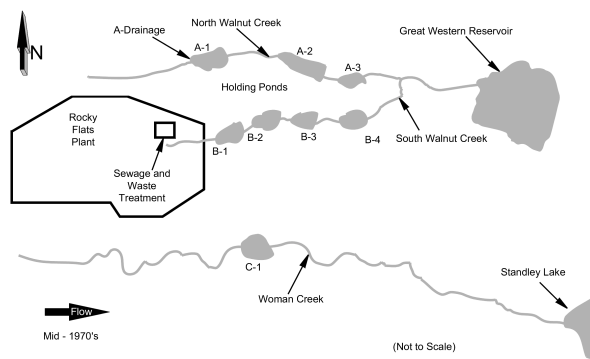 North Walnut Creek
A-Drainage
Great Western Reservoir
A-1
A-2
N
A-3
Holding Ponds
Rocky
Flats
Plant
South Walnut Creek
B-1
B-2
B-3
B-4
Sewage and
Waste
Treatment
C-1
Standley Lake
Woman Creek
Flow
Mid - 1970's
(Not to Scale)